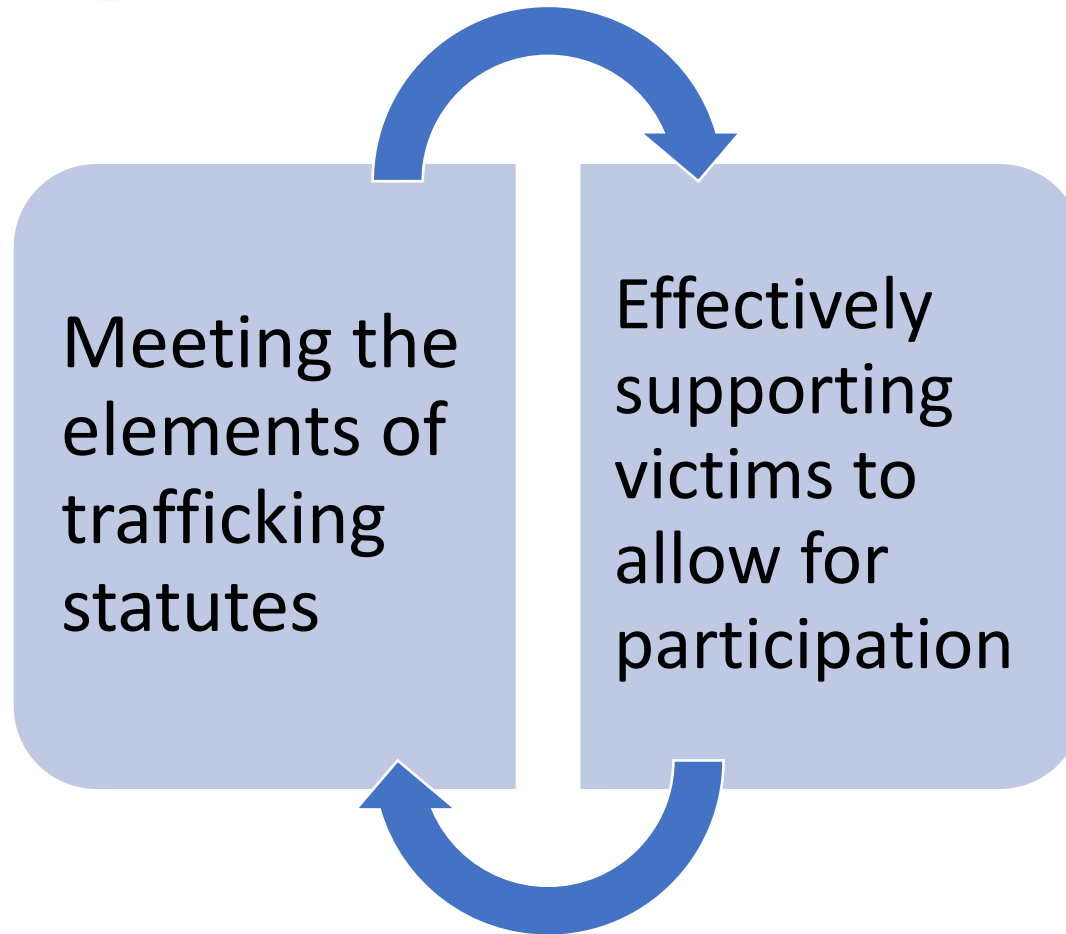 Meeting the
elements of
trafficking
statutes
Effectively
supporting
victims to
allow for
participation